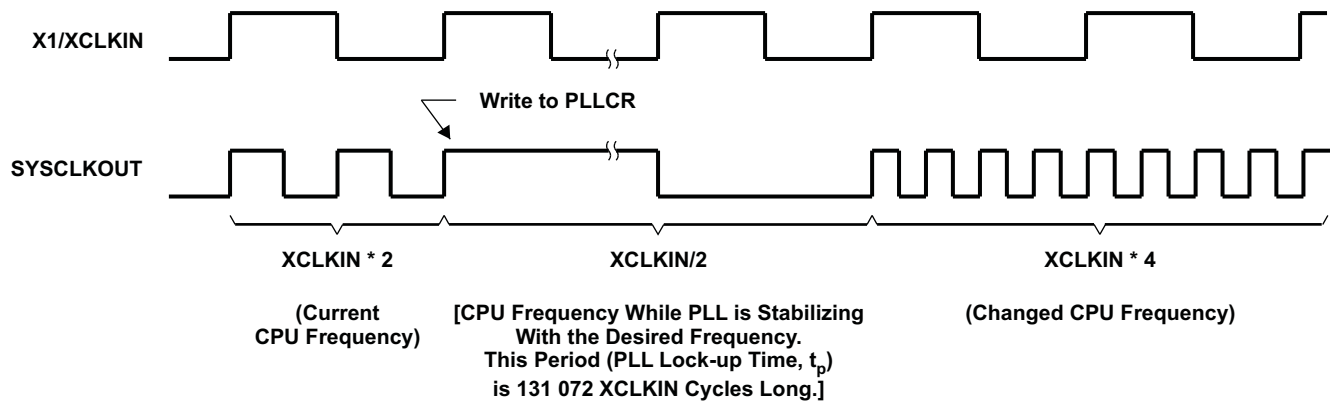 X1/XCLKIN
Write to PLLCR
SYSCLKOUT
XCLKIN * 2
XCLKIN/2
XCLKIN * 4
(Current
CPU Frequency)
[CPU Frequency While PLL is Stabilizing
With the Desired Frequency.
This Period (PLL Lock-up Time, tp)
is 131 072 XCLKIN Cycles Long.]
(Changed CPU Frequency)